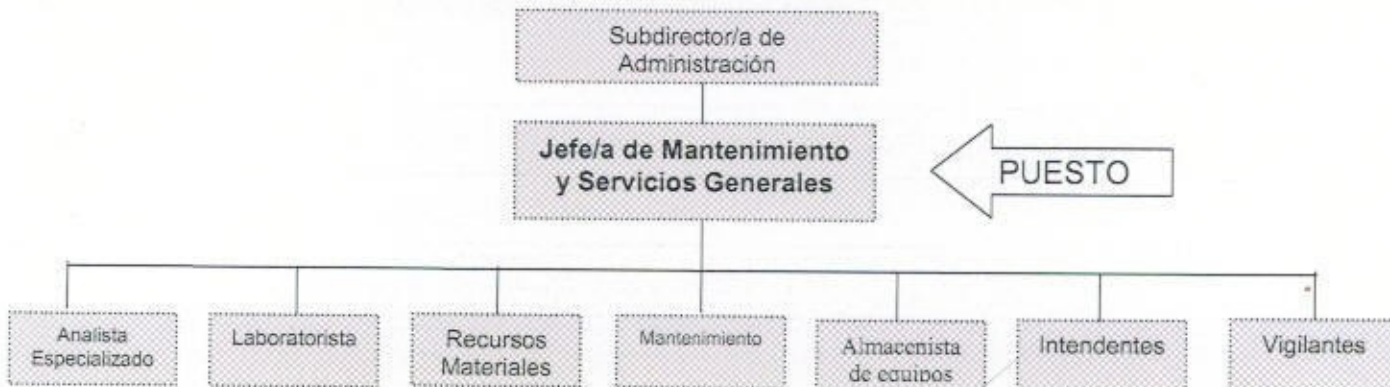 Subdirector/a de
Administración
Jefe/a de Mantenimiento
y Servicios Generales
PUESTO
Analista
Especializado
Laboratorista
Recursos
Materiales
Mantenimiento
Almacenista
de equipos
Intendentes
Vigilantes